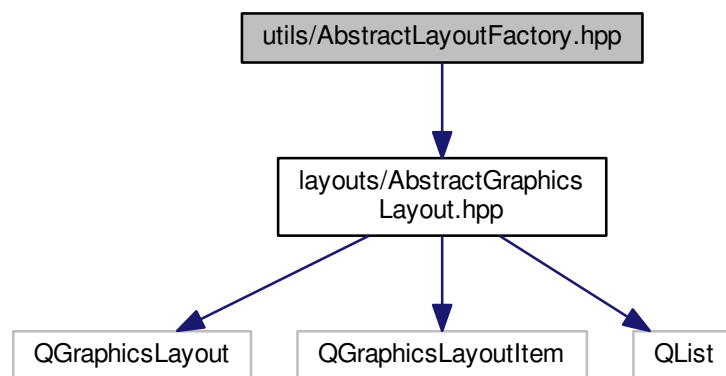 utils/AbstractLayoutFactory.hpp
layouts/AbstractGraphics
Layout.hpp
QGraphicsLayout
QGraphicsLayoutItem
QList